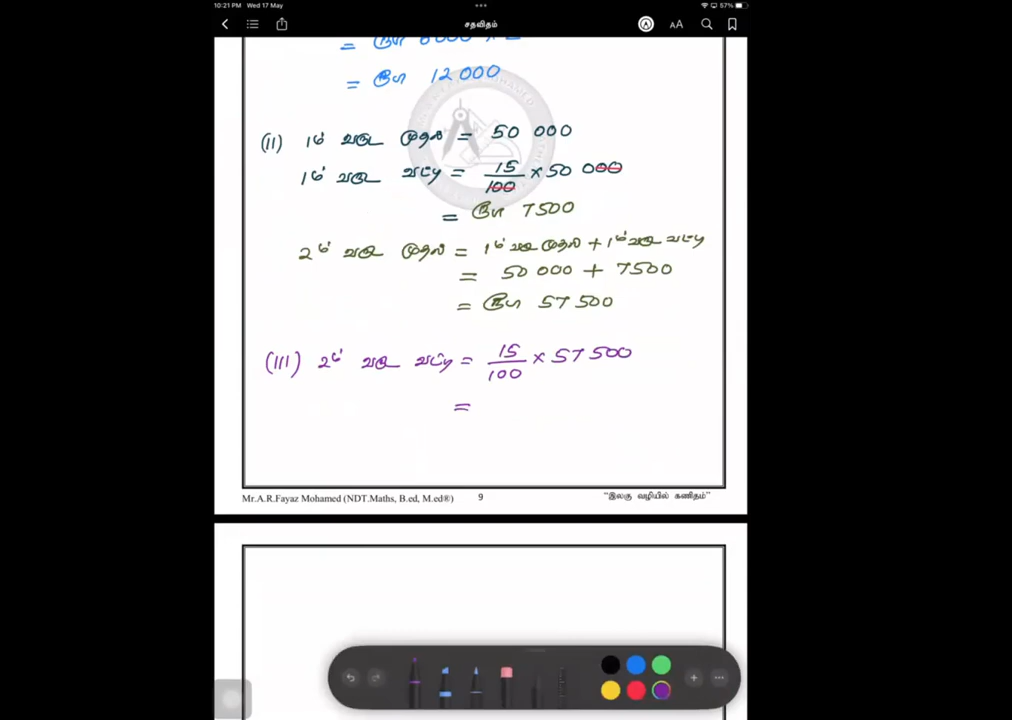 10:21 PM Wed 17 May
57%
சதவிதம்
AA
= ரூபா 6000 × 2
= ரூபா 12 000
(II) 1ம் வருட முதல் = 50 000
1ம் வருட வட்டி = 15/100 × 50 000
= ரூபா 7500
2ம் வருட முதல் = 1ம் வருட முதல் + 1ம் வருட வட்டி
= 50 000 + 7500
= ரூபா 57 500
(III) 2ம் வருட வட்டி = 15/100 × 57 500
=
Mr.A.R.Fayaz Mohamed (NDT.Maths, B.ed, M.ed®) 9 "இலகு வழியில் கணிதம்"